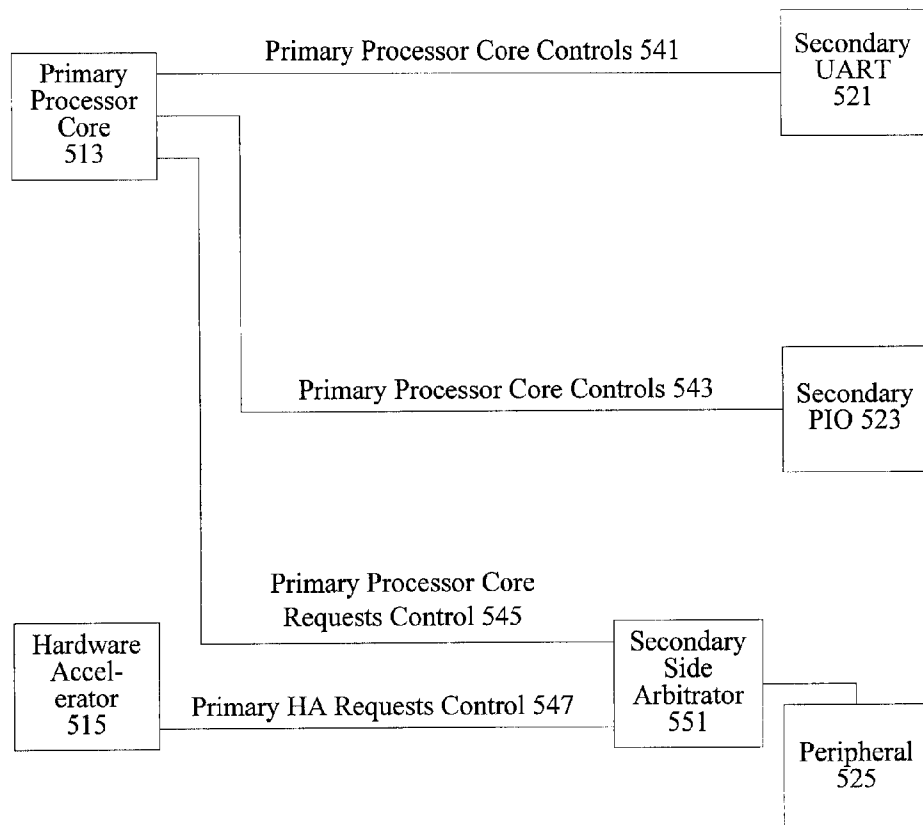 Primary
Processor
Core
513
Primary Processor Core Controls 541
Secondary
UART
521
Primary Processor Core Controls 543
Secondary
PIO 523
Primary Processor Core
Requests Control 545
Hardware
Accel-
erator
515
Primary HA Requests Control 547
Secondary
Side
Arbitrator
551
Peripheral
525